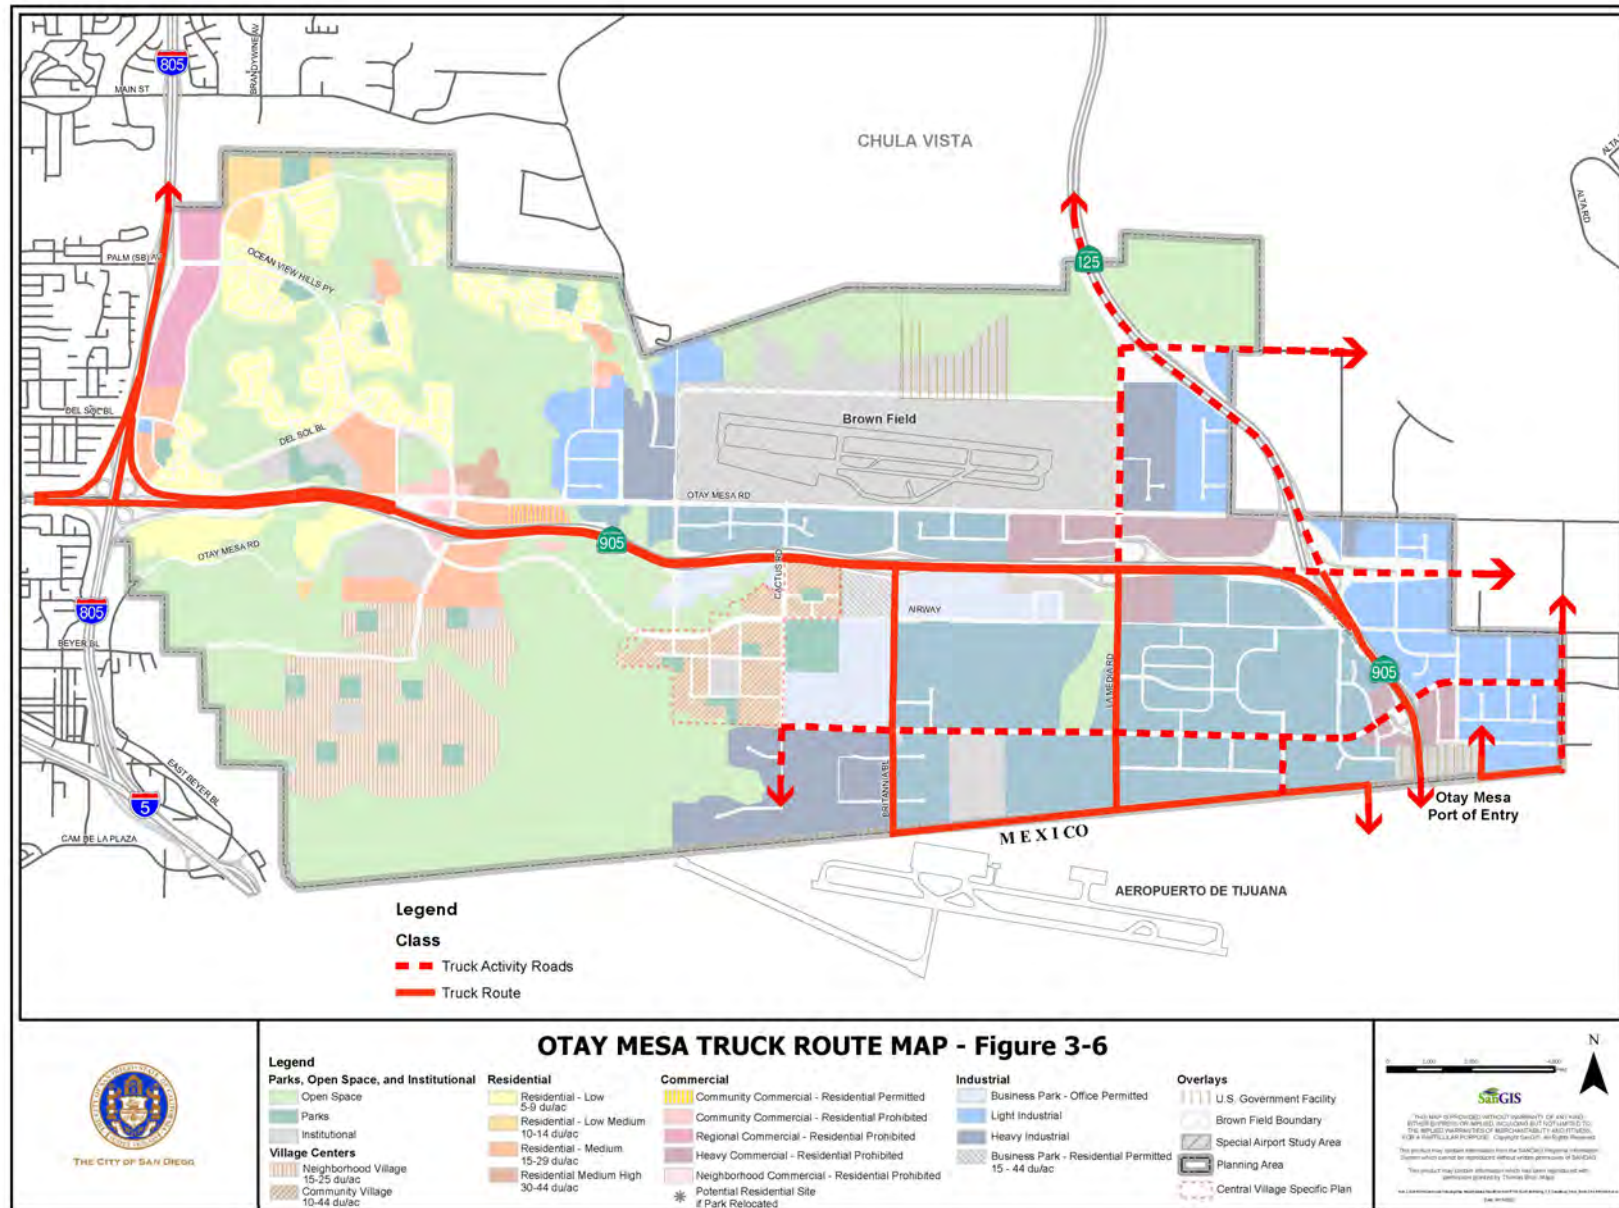 805
BRANDYWINE AV
MAIN ST
CHULA VISTA
ALTA RD
PALM (SB) AV
OCEAN VIEW HILLS PY
125
DEL SOL BL
DEL SOL BL
Brown Field
OTAY MESA RD
905
OTAY MESA RD
CACTUS RD
AIRWAY
805
BEYER BL
LA MEDIA RD
905
EAST BEYER BL
5
BRITANNIA BL
CAM DE LA PLAZA
Otay Mesa
Port of Entry
MEXICO
AEROPUERTO DE TIJUANA
Legend
Class
Truck Activity Roads
Truck Route
THE CITY OF SAN DIEGO
OTAY MESA TRUCK ROUTE MAP - Figure 3-6
Legend
Parks, Open Space, and Institutional
Open Space
Parks
Institutional
Village Centers
Neighborhood Village
15-25 du/ac
Community Village
10-44 du/ac
Residential
Residential - Low
5-9 du/ac
Residential - Low Medium
10-14 du/ac
Residential - Medium
15-29 du/ac
Residential Medium High
30-44 du/ac
Commercial
Community Commercial - Residential Permitted
Community Commercial - Residential Prohibited
Regional Commercial - Residential Prohibited
Heavy Commercial - Residential Prohibited
Neighborhood Commercial - Residential Prohibited
Potential Residential Site
if Park Relocated
Industrial
Business Park - Office Permitted
Light Industrial
Heavy Industrial
Business Park - Residential Permitted
15 - 44 du/ac
Overlays
U.S. Government Facility
Brown Field Boundary
Special Airport Study Area
Planning Area
Central Village Specific Plan
N
SanGIS